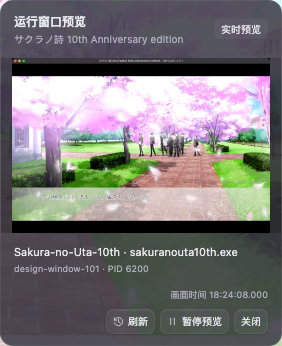 运行窗口预览
サクラノ詩 10th Anniversary edition
实时预览
Sakura-no-Uta-10th · sakuranouta10th.exe
design-window-101 · PID 6200
画面时间 18:24:08.000
刷新
暂停预览
关闭